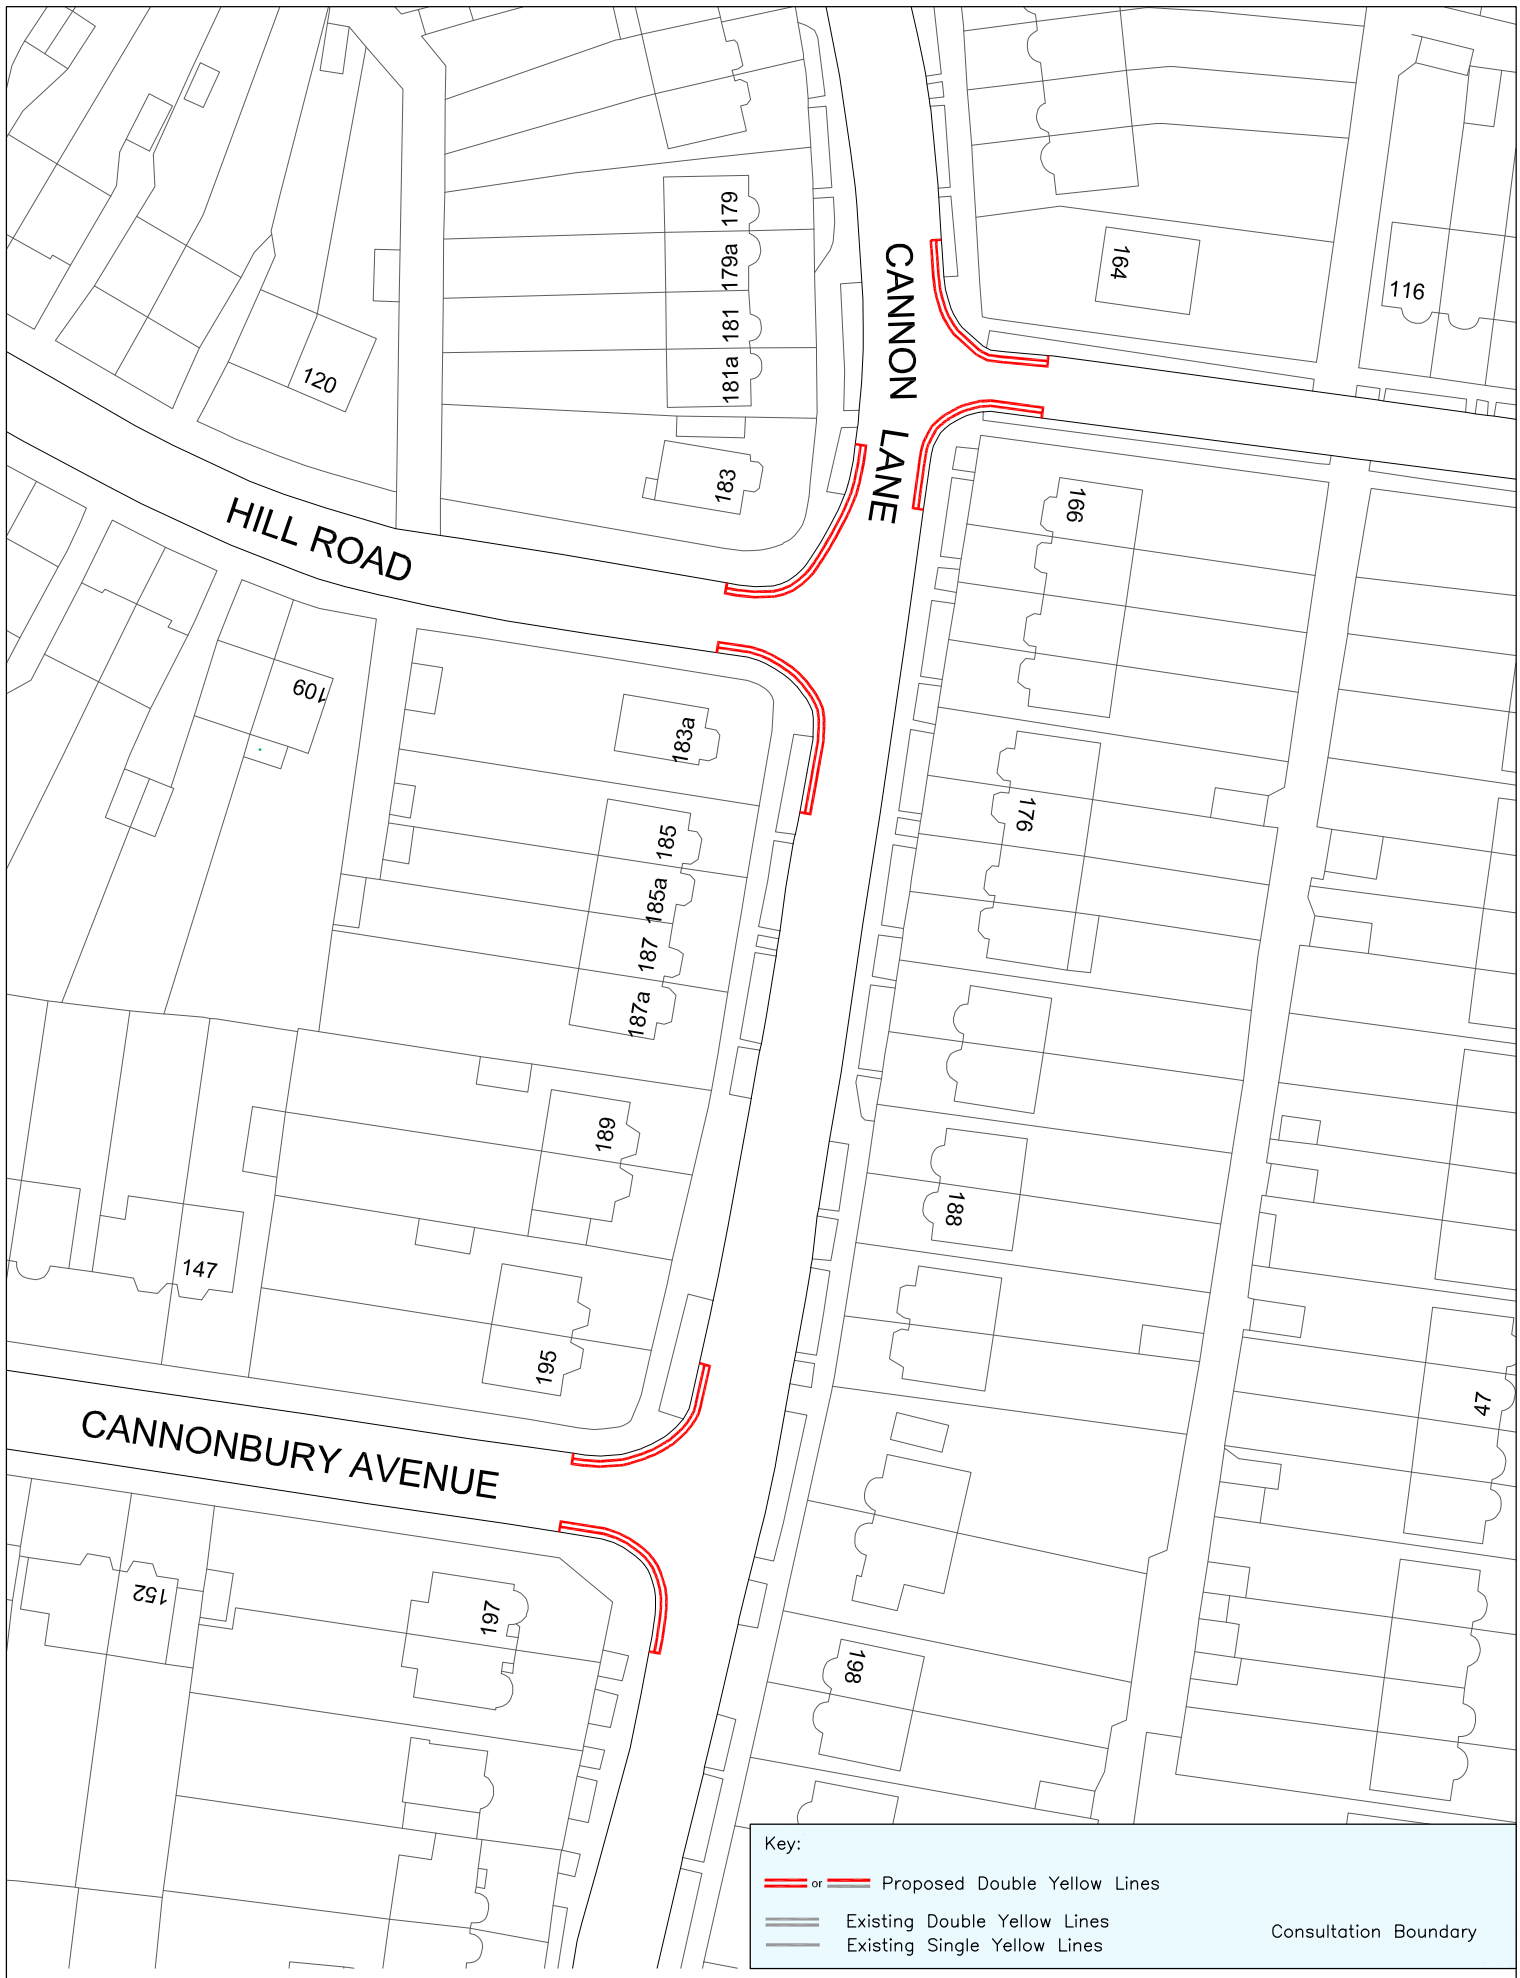 179
179a
181
181a
183
CANNON LANE
164
116
120
HILL ROAD
166
109
183a
185
185a
187
187a
176
189
188
147
195
47
CANNONBURY AVENUE
152
197
198
Key:
or Proposed Double Yellow Lines
Existing Double Yellow Lines
Existing Single Yellow Lines
Consultation Boundary